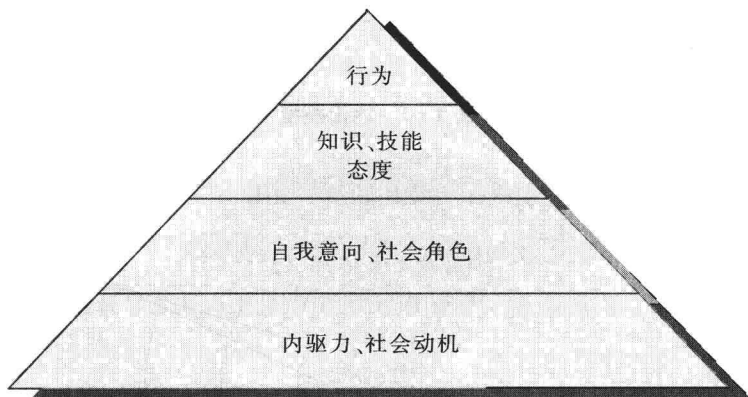 行为
知识、技能
态度
自我意向、社会角色
内驱力、社会动机